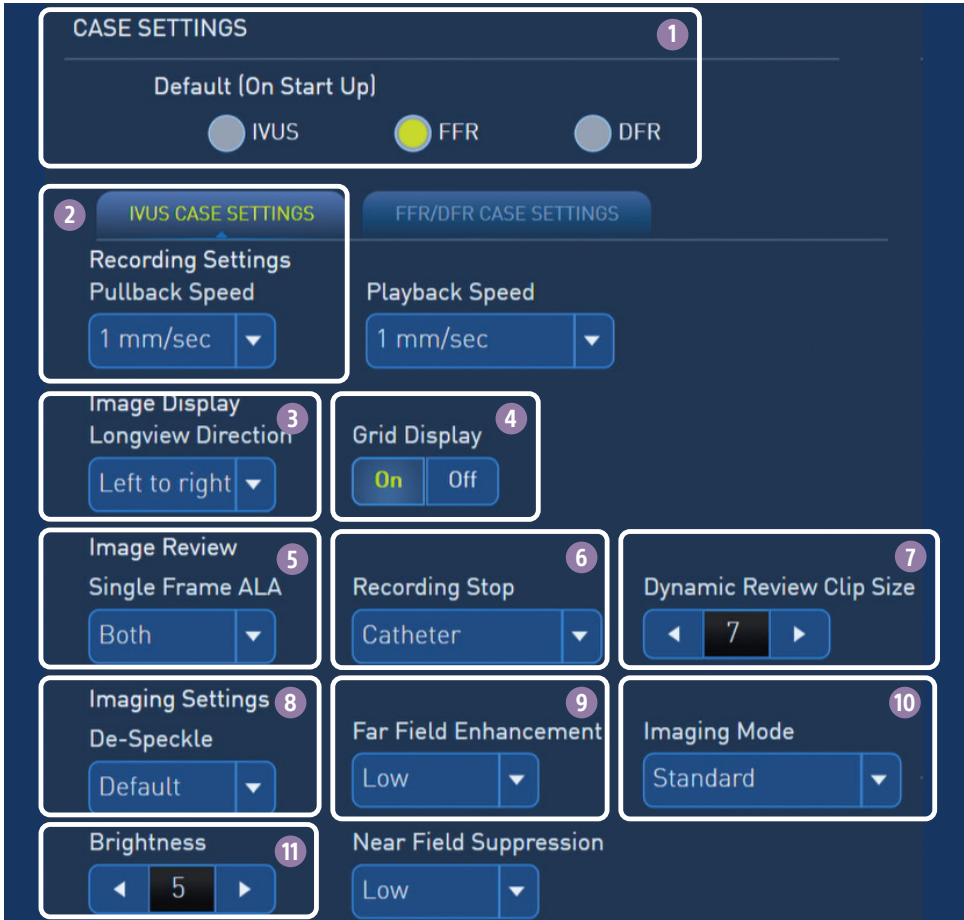 CASE SETTINGS
1
Default (On Start Up)
IVUS FFR DFR
2
IVUS CASE SETTINGS FFR/DFR CASE SETTINGS
Recording Settings
Pullback Speed Playback Speed
1 mm/sec 1 mm/sec
Image Display
3 4
Longview Direction Grid Display
Left to right On Off
Image Review
5 6 7
Single Frame ALA Recording Stop Dynamic Review Clip Size
Both Catheter 7
Imaging Settings
8 9 10
De-Speckle Far Field Enhancement Imaging Mode
Default Low Standard
Brightness Near Field Suppression
11
5 Low